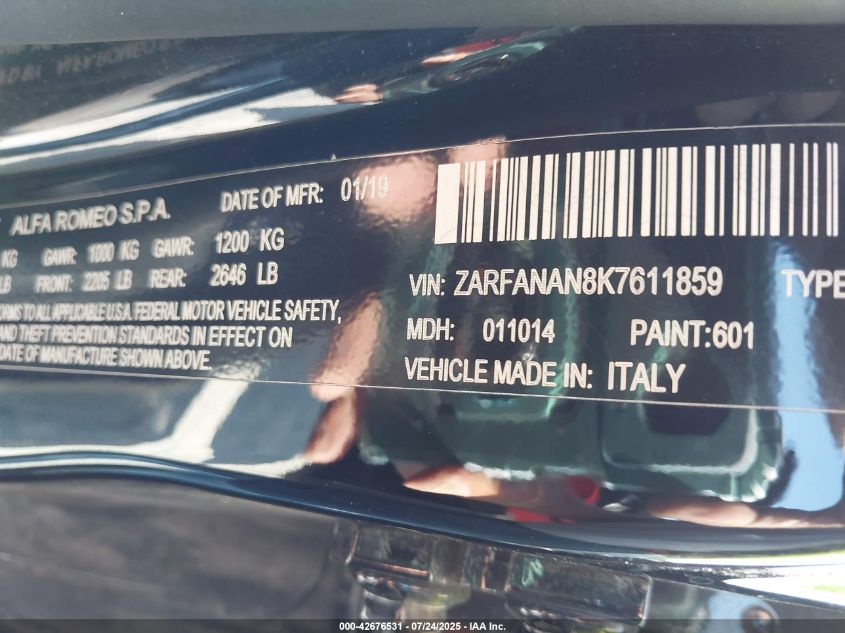 ALFA ROMEO S.P.A. DATE OF MFR: 01/19
KG GAWR: 1000 KG GAWR: 1200 KG
LB FRONT: 2205 LB REAR: 2646 LB
TO ALL APPLICABLE U.S.A. FEDERAL MOTOR VEHICLE SAFETY,
AND THEFT PREVENTION STANDARDS IN EFFECT ON
DATE OF MANUFACTURE SHOWN ABOVE.
VIN: ZARFANAN8K7611859 TYPE
MDH: 011014 PAINT:601
VEHICLE MADE IN: ITALY
000-42676531 - 07/24/2025 - IAA Inc.